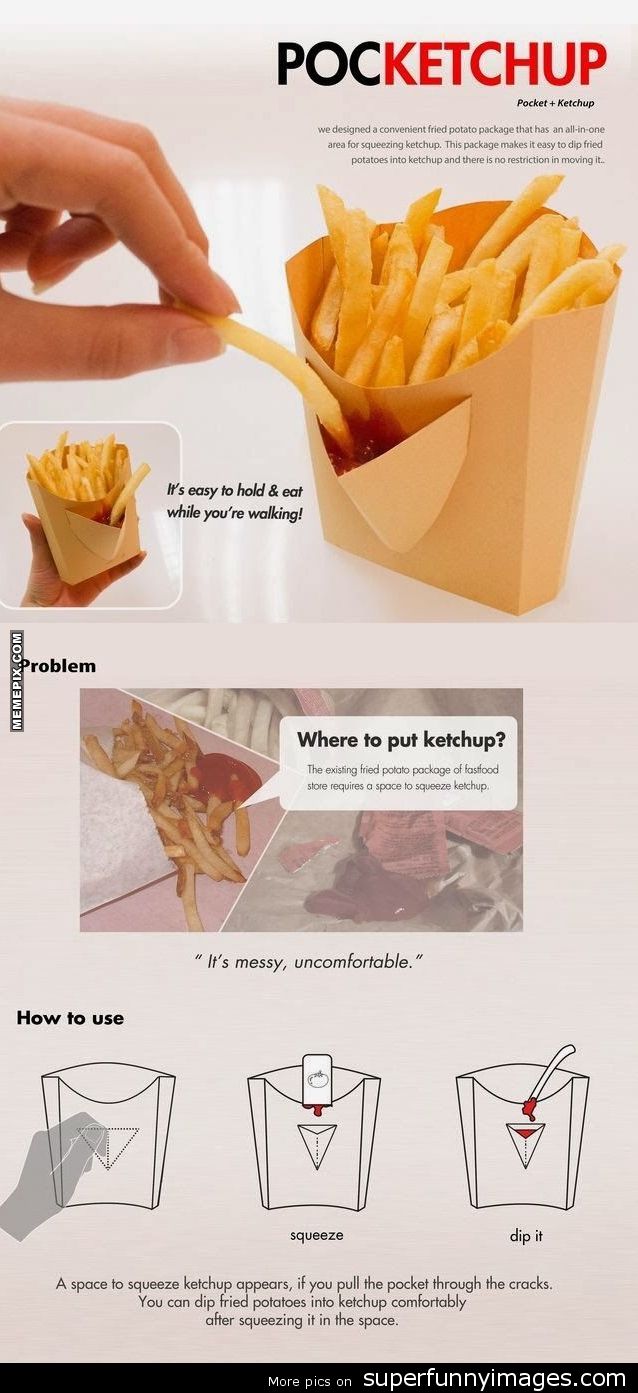 POCKETCHUP
Pocket + Ketchup
we designed a convenient fried potato package that has an all-in-one
area for squeezing ketchup. This package makes it easy to dip fried
potatoes into ketchup and there is no restriction in moving it..
It's easy to hold & eat
while you're walking!
MEMEPIX.COM
Problem
Where to put ketchup?
The existing fried potato package of fastfood
store requires a space to squeeze ketchup.
“ It's messy, uncomfortable.”
How to use
squeeze
dip it
A space to squeeze ketchup appears, if you pull the pocket through the cracks.
You can dip fried potatoes into ketchup comfortably
after squeezing it in the space.
More pics on superfunnyimages.com